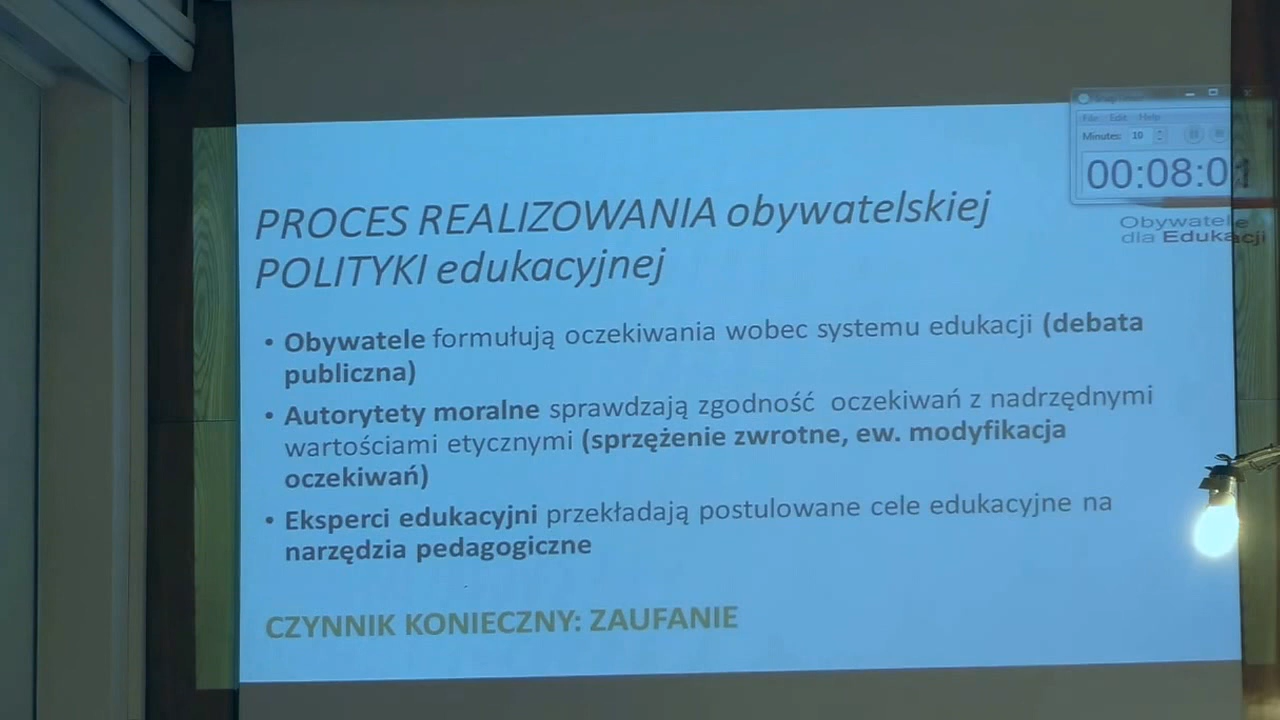 File Edit Help
Minutes: 10
00:08:01
Obywatele
dla Edukacji
PROCES REALIZOWANIA obywatelskiej
POLITYKI edukacyjnej
• Obywatele formułują oczekiwania wobec systemu edukacji (debata
publiczna)
• Autorytety moralne sprawdzają zgodność oczekiwań z nadrzędnymi
wartościami etycznymi (sprzężenie zwrotne, ew. modyfikacja
oczekiwań)
• Eksperci edukacyjni przekładają postulowane cele edukacyjne na
narzędzia pedagogiczne
CZYNNIK KONIECZNY: ZAUFANIE